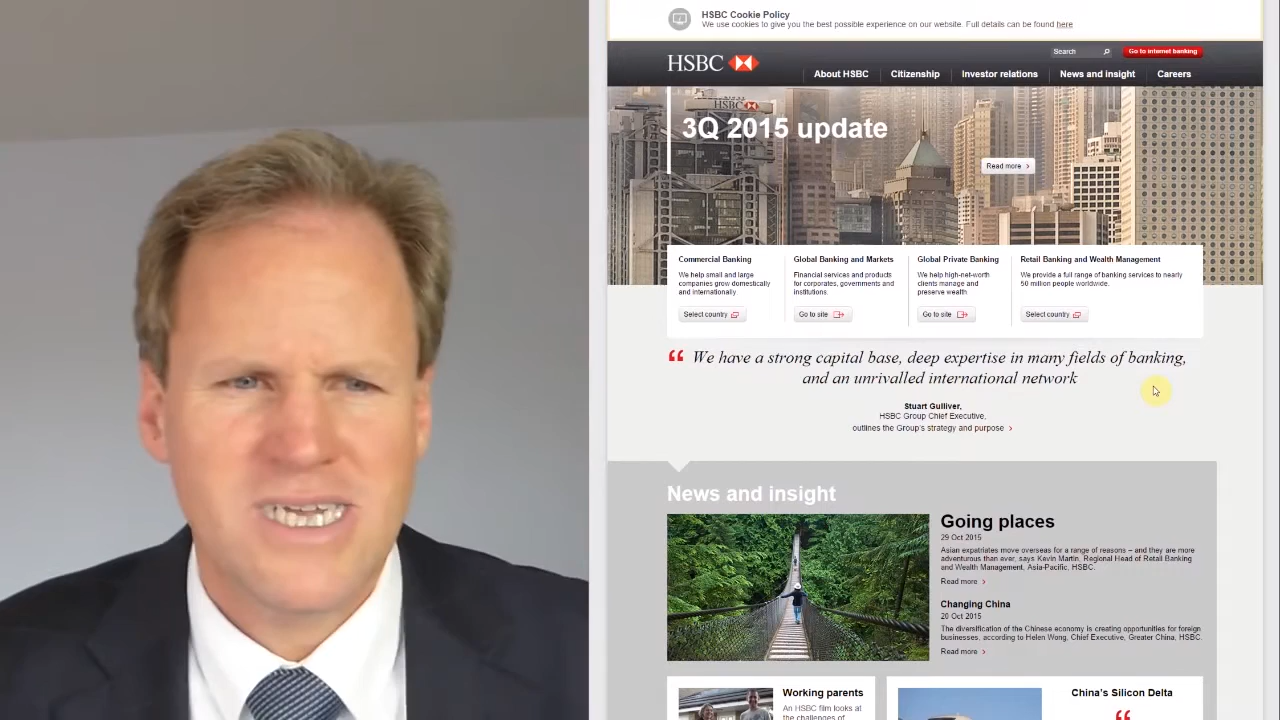 HSBC Cookie Policy
We use cookies to give you the best possible experience on our website. Full details can be found here
Search
Go to internet banking
HSBC
About HSBC
Citizenship
Investor relations
News and insight
Careers
HSBC
3Q 2015 update
Read more
Commercial Banking
We help small and large
companies grow domestically
and internationally
Select country
Global Banking and Markets
Financial services and products
for corporates, governments and
institutions.
Go to site
Global Private Banking
We help high-net-worth
clients manage and
preserve wealth
Go to site
Retail Banking and Wealth Management
We provide a full range of banking services to nearly
50 million people worldwide.
Select country
“ We have a strong capital base, deep expertise in many fields of banking,
and an unrivalled international network
Stuart Gulliver,
HSBC Group Chief Executive,
outlines the Group's strategy and purpose
News and insight
Going places
29 Oct 2015
Asian expatriates move overseas for a range of reasons – and they are more
adventurous than ever, says Kevin Martin, Regional Head of Retail Banking
and Wealth Management, Asia-Pacific, HSBC.
Read more
Changing China
20 Oct 2015
The diversification of the Chinese economy is creating opportunities for foreign
businesses, according to Helen Wong, Chief Executive, Greater China, HSBC.
Read more
Working parents
An HSBC film looks at
the challenges of
China's Silicon Delta
“